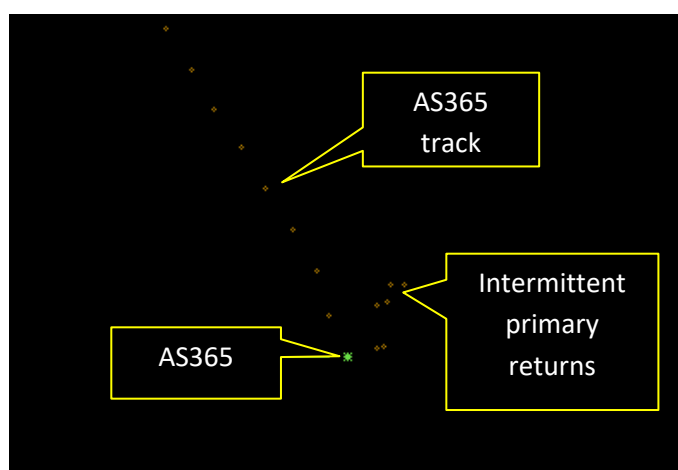 AS365
track
Intermittent
primary
returns
AS365